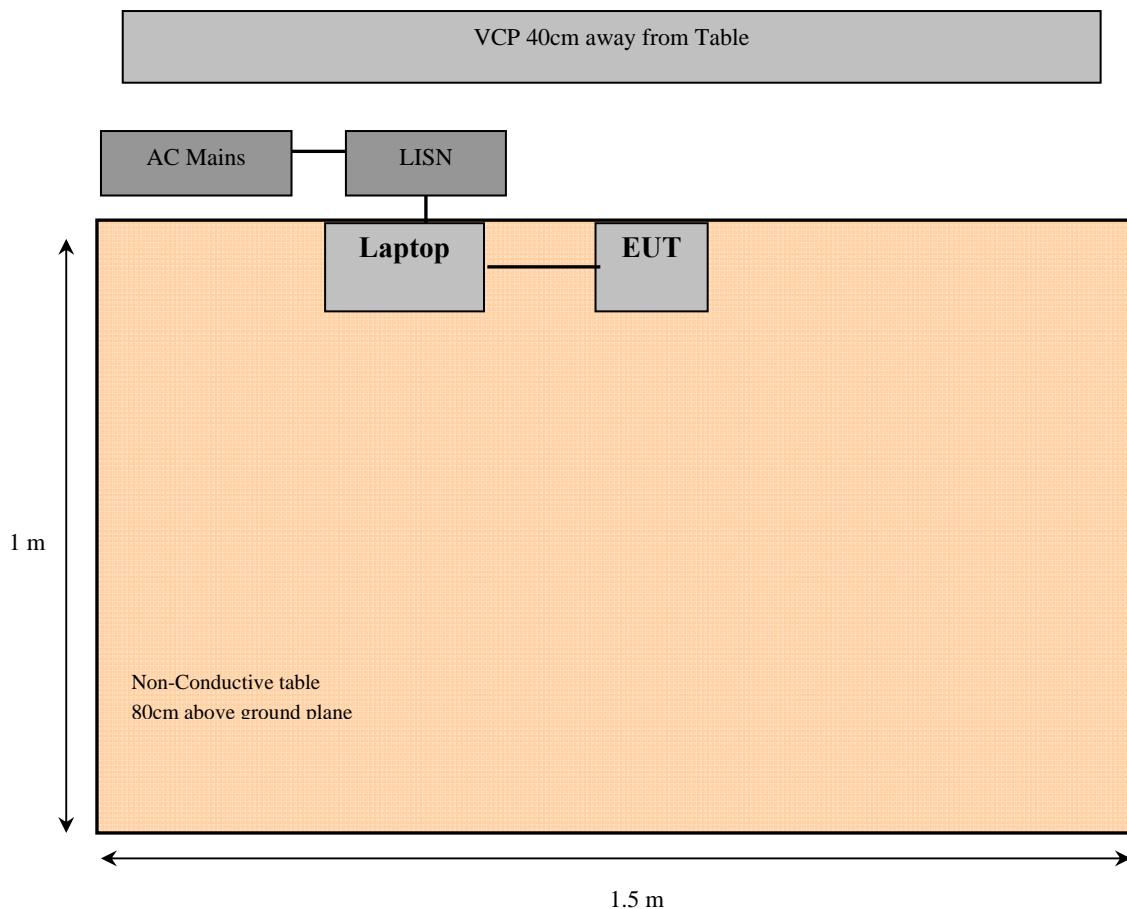 VCP 40cm away from Table
AC Mains
LISN
Laptop
EUT
1 m
Non-Conductive table
80cm above ground plane
1.5 m